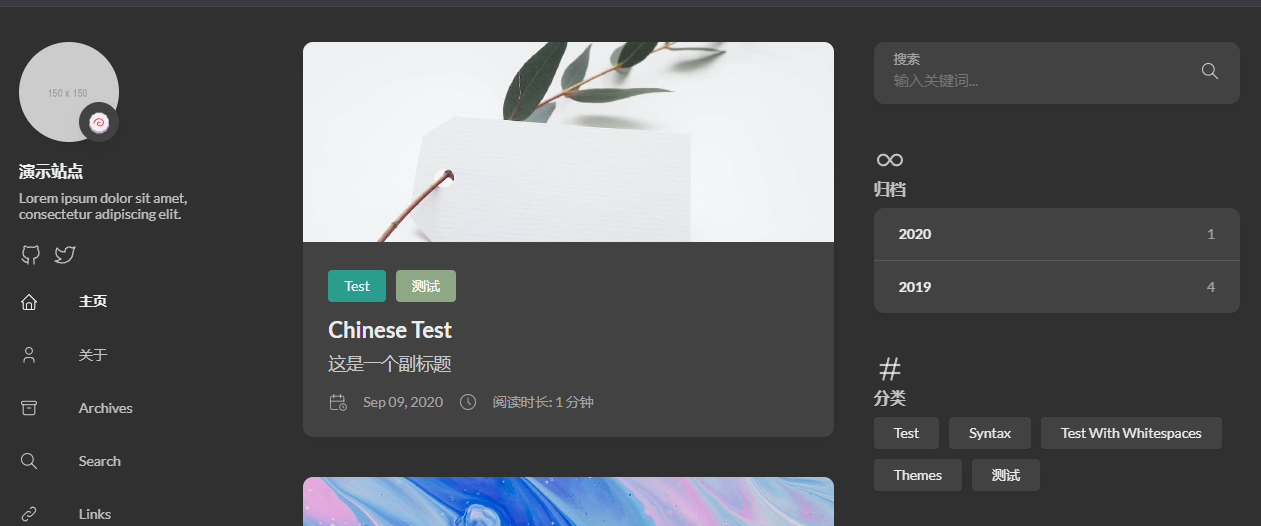 150 x 150
演示站点
Lorem ipsum dolor sit amet,
consectetur adipiscing elit.
主页
关于
Archives
Search
Links
Test
测试
Chinese Test
这是一个副标题
Sep 09, 2020
阅读时长: 1 分钟
搜索
输入关键词...
归档
2020 1
2019 4
分类
Test Syntax Test With Whitespaces
Themes 测试